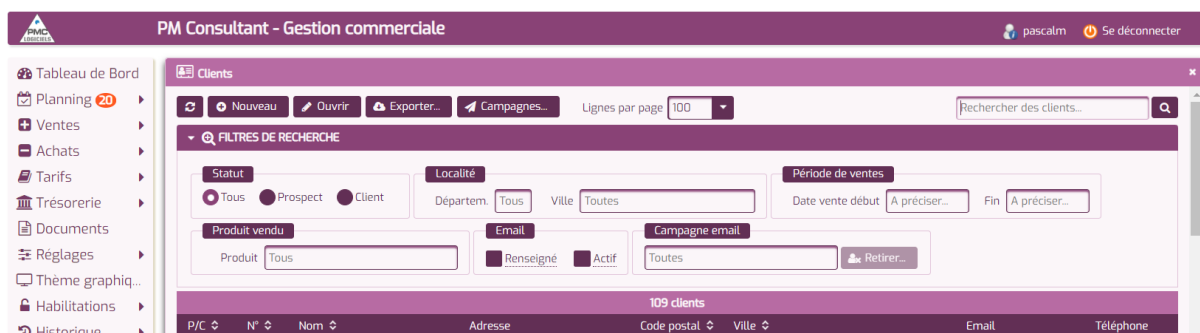 PMC
LOGICIELS
PM Consultant - Gestion commerciale
pascalm Se déconnecter
Tableau de Bord
Planning 20
Ventes
Achats
Tarifs
Trésorerie
Documents
Réglages
Thème graphiq...
Habilitations
Historique
Clients
Nouveau Ouvrir Exporter... Campagnes... Lignes par page 100 Rechercher des clients...
FILTRES DE RECHERCHE
Statut
Tous Prospect Client
Localité
Départem. Tous Ville Toutes
Période de ventes
Date vente début A préciser... Fin A préciser...
Produit vendu
Produit Tous
Email
Renseigné Actif
Campagne email
Toutes Retirer...
109 clients
P/C N° Nom Adresse Code postal Ville Email Téléphone